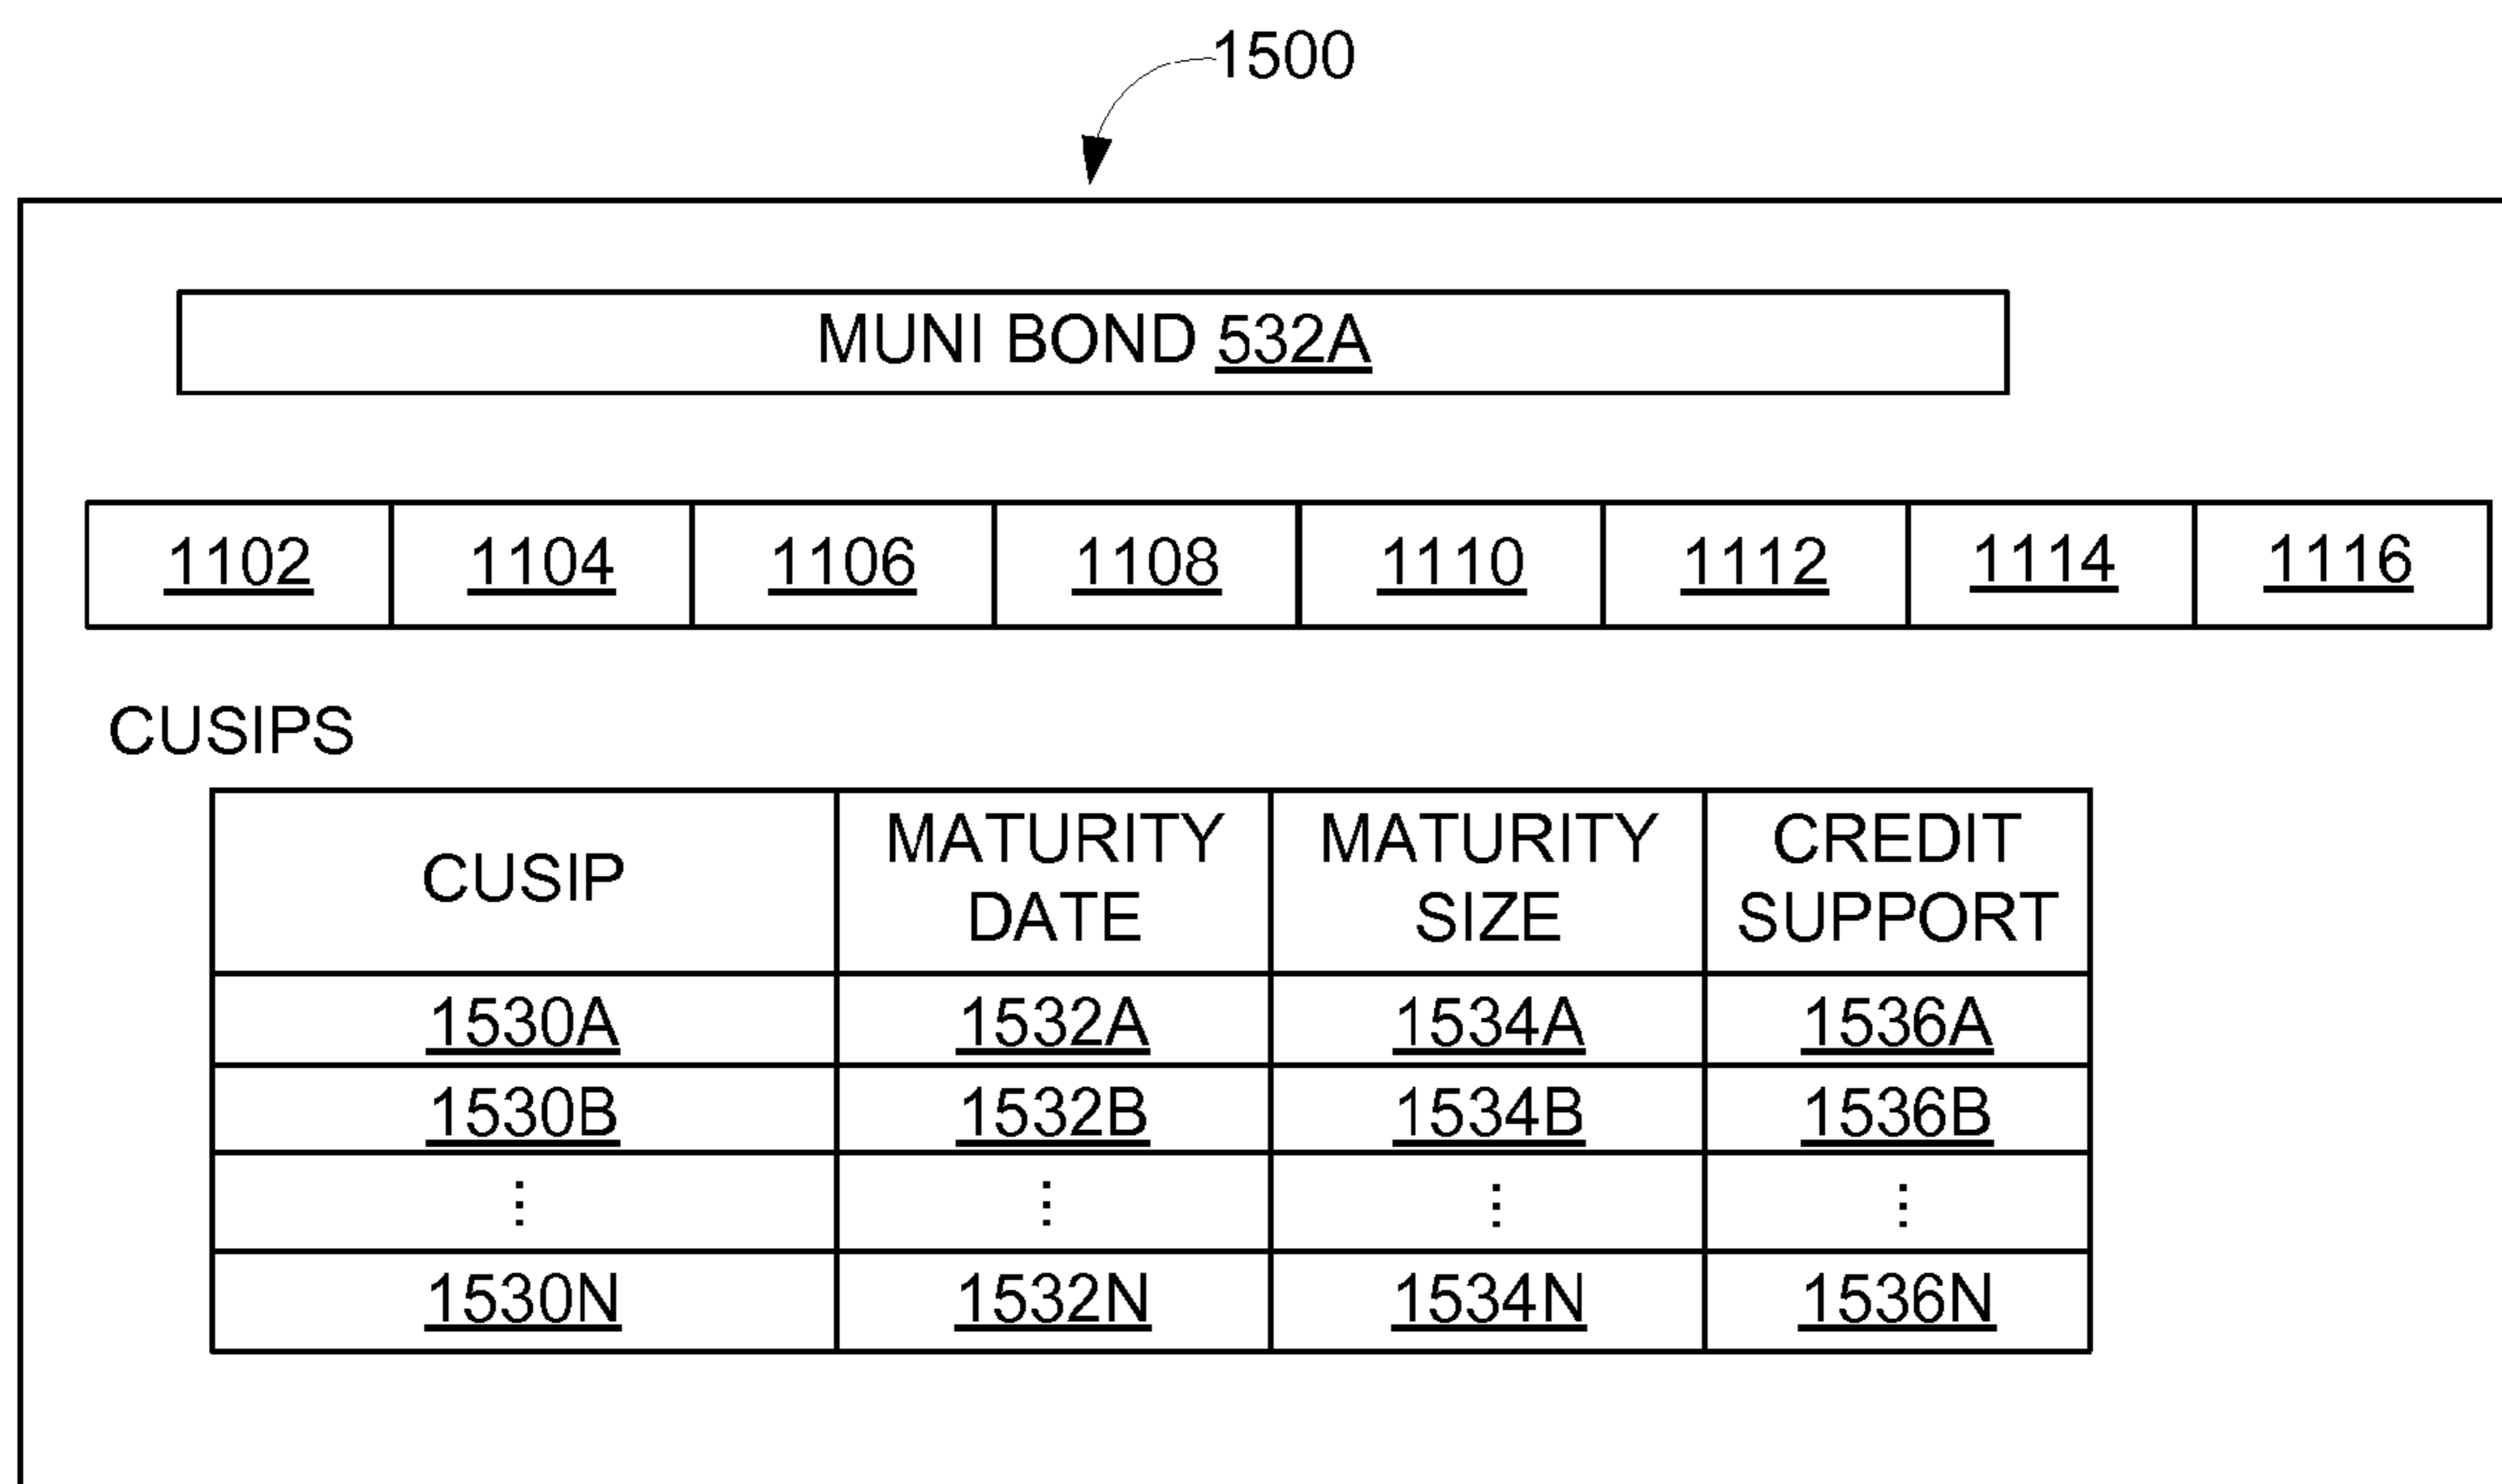 1500
MUNI BOND 532A
1102 1104 1106 1108 1110 1112 1114 1116
CUSIPS
CUSIP MATURITY DATE MATURITY SIZE CREDIT SUPPORT
1530A 1532A 1534A 1536A
1530B 1532B 1534B 1536B
⋮ ⋮ ⋮ ⋮
1530N 1532N 1534N 1536N